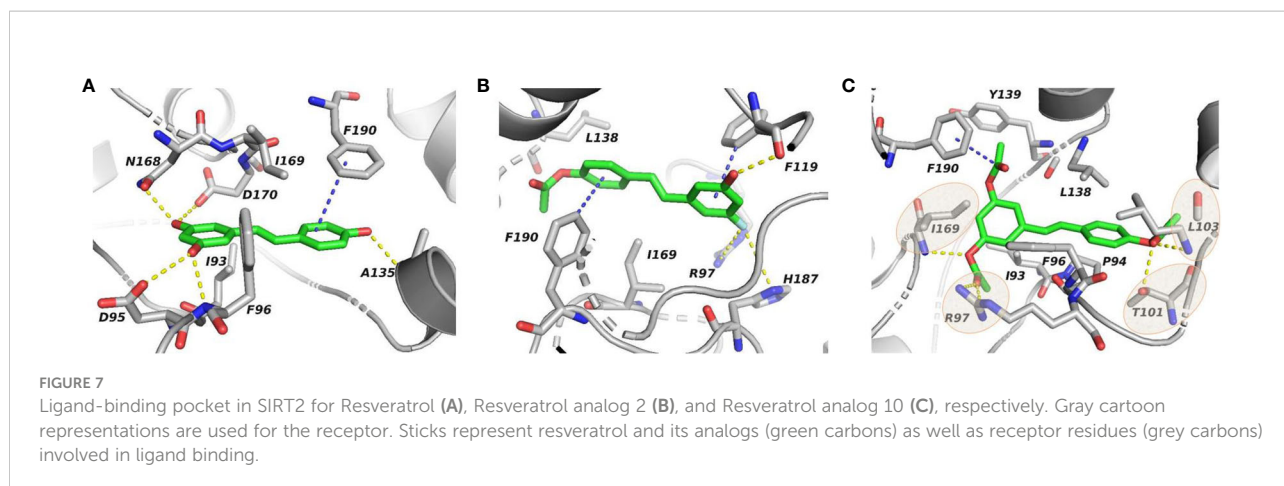 A
N168
I169
F190
D170
I93
D95
F96
A135
B
L138
F119
F190
I169
R97
H187
C
Y139
F190
L138
I169
L103
I93
F96
P94
R97
T101
FIGURE 7
Ligand-binding pocket in SIRT2 for Resveratrol (A), Resveratrol analog 2 (B), and Resveratrol analog 10 (C), respectively. Gray cartoon
representations are used for the receptor. Sticks represent resveratrol and its analogs (green carbons) as well as receptor residues (grey carbons)
involved in ligand binding.